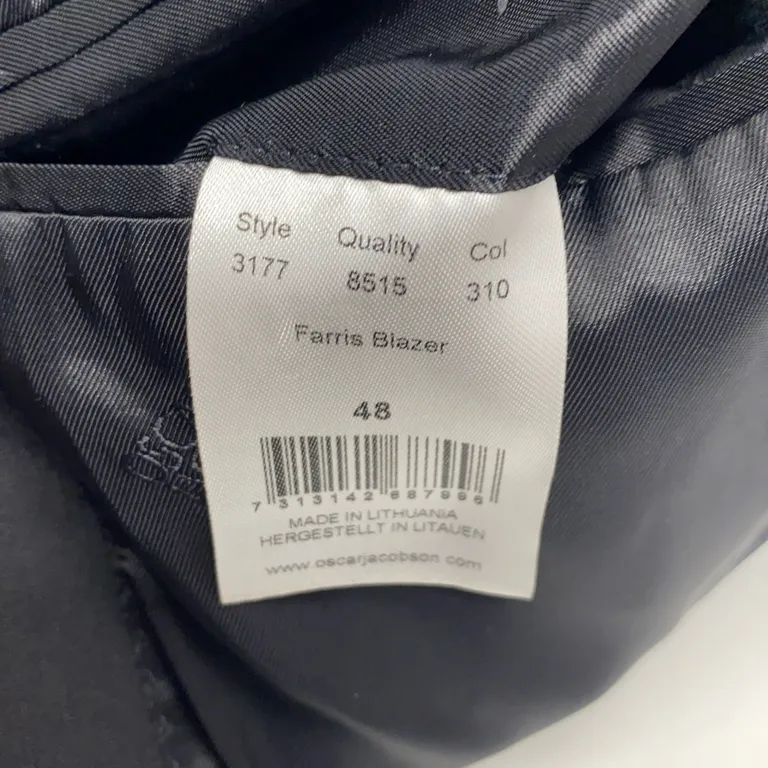 Style Quality Col
3177 8515 310
Farris Blazer
48
7 313142 687996
MADE IN LITHUANIA
HERGESTELLT IN LITAUEN
www.oscarjacobson.com